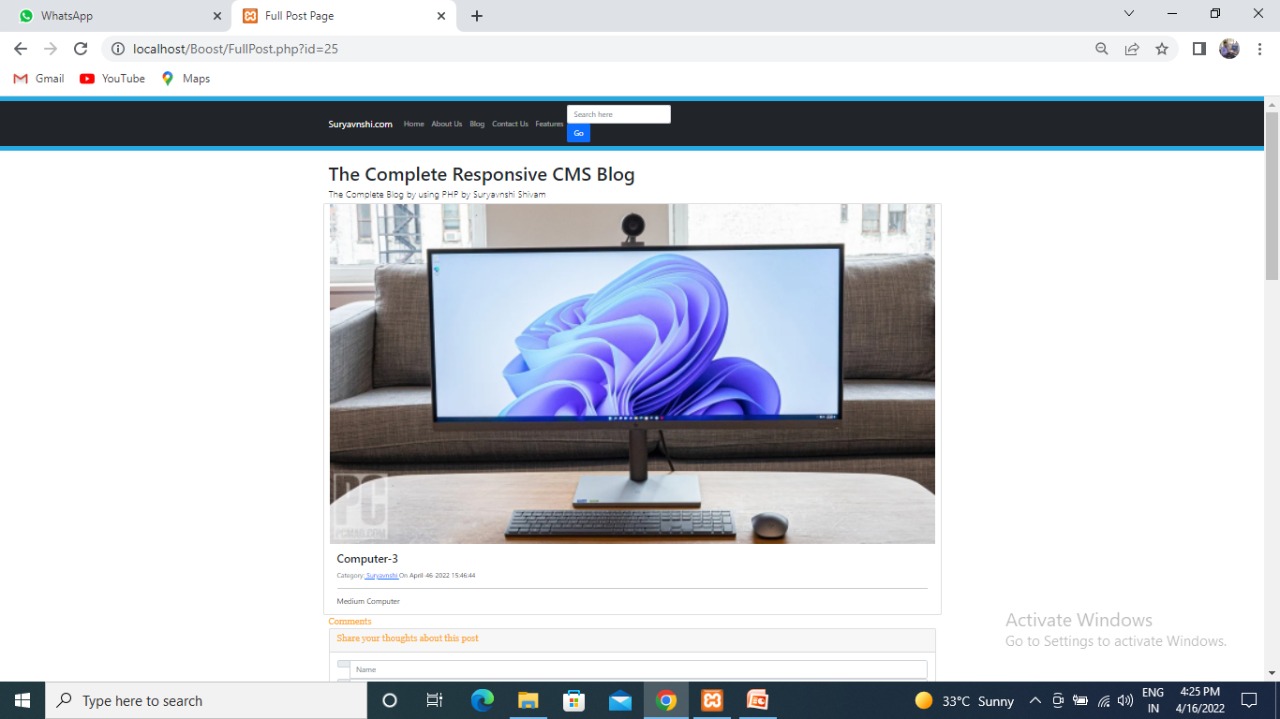 WhatsApp
Full Post Page
localhost/Boost/FullPost.php?id=25
Gmail YouTube Maps
Suryavnshi.com Home About Us Blog Contact Us Features Search here
Go
The Complete Responsive CMS Blog
The Complete Blog by using PHP by Suryavnshi Shivam
PC
Computer-3
Category: Suryavnshi On April-46-2022 15:46:44
Medium Computer
Comments
Share your thoughts about this post
Name
Activate Windows
Go to Settings to activate Windows.
Type here to search
33°C Sunny
ENG
IN
4:25 PM
4/16/2022